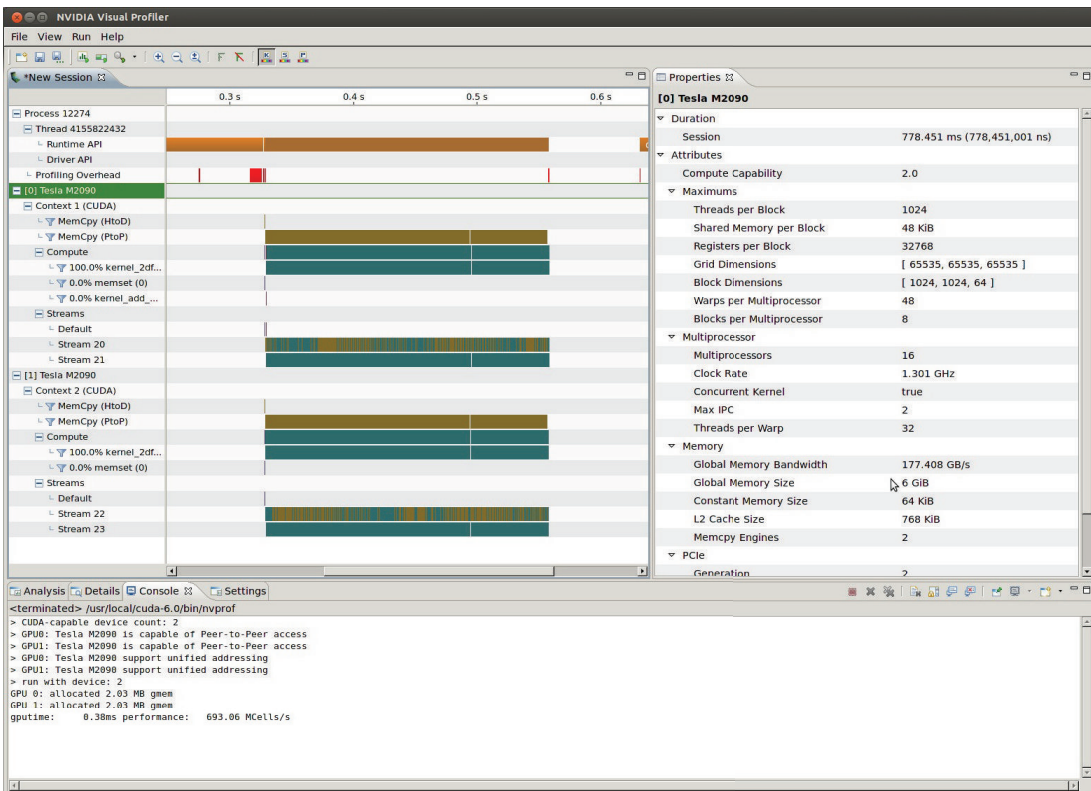 NVIDIA Visual Profiler
File View Run Help
*New Session
0.3 s 0.4 s 0.5 s 0.6 s
Process 12274
Thread 4155822432
Runtime API
Driver API
Profiling Overhead
[0] Tesla M2090
Context 1 (CUDA)
MemCpy (HtoD)
MemCpy (PtoP)
Compute
100.0% kernel_2df...
0.0% memset (0)
0.0% kernel_add_...
Streams
Default
Stream 20
Stream 21
[1] Tesla M2090
Context 2 (CUDA)
MemCpy (HtoD)
MemCpy (PtoP)
Compute
100.0% kernel_2df...
0.0% memset (0)
Streams
Default
Stream 22
Stream 23
Properties
[0] Tesla M2090
Duration
Session 778.451 ms (778,451,001 ns)
Attributes
Compute Capability 2.0
Maximums
Threads per Block 1024
Shared Memory per Block 48 KiB
Registers per Block 32768
Grid Dimensions [ 65535, 65535, 65535 ]
Block Dimensions [ 1024, 1024, 64 ]
Warps per Multiprocessor 48
Blocks per Multiprocessor 8
Multiprocessor
Multiprocessors 16
Clock Rate 1.301 GHz
Concurrent Kernel true
Max IPC 2
Threads per Warp 32
Memory
Global Memory Bandwidth 177.408 GB/s
Global Memory Size 6 GiB
Constant Memory Size 64 KiB
L2 Cache Size 768 KiB
Memcpy Engines 2
PCIe
Generation 2
Analysis Details Console Settings
<terminated> /usr/local/cuda-6.0/bin/nvprof
> CUDA-capable device count: 2
> GPU0: Tesla M2090 is capable of Peer-to-Peer access
> GPU1: Tesla M2090 is capable of Peer-to-Peer access
> GPU0: Tesla M2090 support unified addressing
> GPU1: Tesla M2090 support unified addressing
> run with device: 2
GPU 0: allocated 2.03 MB gmem
GPU 1: allocated 2.03 MB gmem
gputime: 0.38ms performance: 693.06 MCells/s